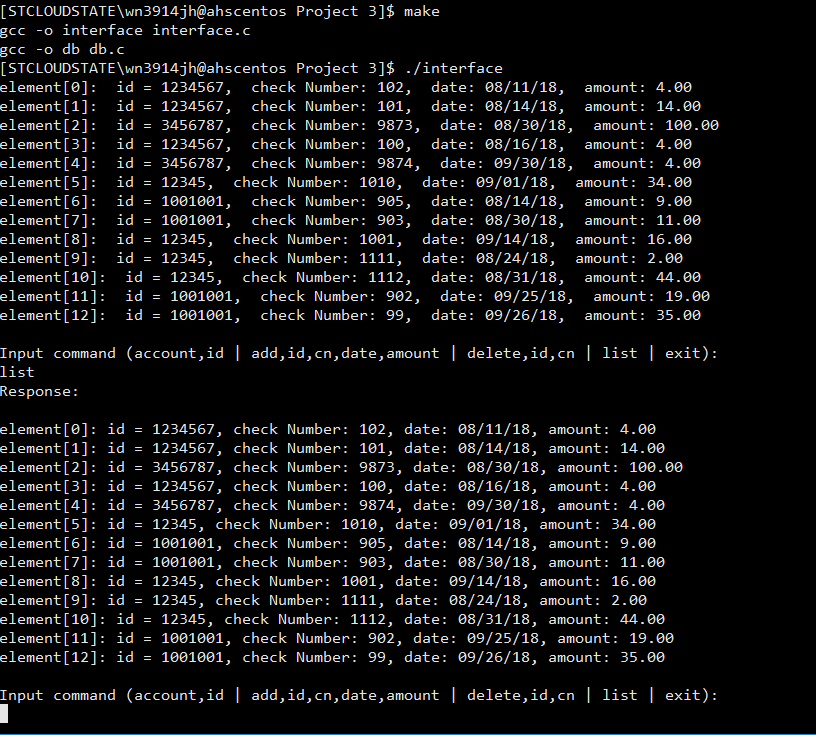 [STCLOUDSTATE\wn3914jh@ahscentos Project 3]$ make
gcc -o interface interface.c
gcc -o db db.c
[STCLOUDSTATE\wn3914jh@ahscentos Project 3]$ ./interface
element[0]:  id = 1234567,  check Number: 102,  date: 08/11/18,  amount: 4.00
element[1]:  id = 1234567,  check Number: 101,  date: 08/14/18,  amount: 14.00
element[2]:  id = 3456787,  check Number: 9873,  date: 08/30/18,  amount: 100.00
element[3]:  id = 1234567,  check Number: 100,  date: 08/16/18,  amount: 4.00
element[4]:  id = 3456787,  check Number: 9874,  date: 09/30/18,  amount: 4.00
element[5]:  id = 12345,  check Number: 1010,  date: 09/01/18,  amount: 34.00
element[6]:  id = 1001001,  check Number: 905,  date: 08/14/18,  amount: 9.00
element[7]:  id = 1001001,  check Number: 903,  date: 08/30/18,  amount: 11.00
element[8]:  id = 12345,  check Number: 1001,  date: 09/14/18,  amount: 16.00
element[9]:  id = 12345,  check Number: 1111,  date: 08/24/18,  amount: 2.00
element[10]:  id = 12345,  check Number: 1112,  date: 08/31/18,  amount: 44.00
element[11]:  id = 1001001,  check Number: 902,  date: 09/25/18,  amount: 19.00
element[12]:  id = 1001001,  check Number: 99,  date: 09/26/18,  amount: 35.00
Input command (account,id | add,id,cn,date,amount | delete,id,cn | list | exit):
list
Response:
element[0]: id = 1234567, check Number: 102, date: 08/11/18, amount: 4.00
element[1]: id = 1234567, check Number: 101, date: 08/14/18, amount: 14.00
element[2]: id = 3456787, check Number: 9873, date: 08/30/18, amount: 100.00
element[3]: id = 1234567, check Number: 100, date: 08/16/18, amount: 4.00
element[4]: id = 3456787, check Number: 9874, date: 09/30/18, amount: 4.00
element[5]: id = 12345, check Number: 1010, date: 09/01/18, amount: 34.00
element[6]: id = 1001001, check Number: 905, date: 08/14/18, amount: 9.00
element[7]: id = 1001001, check Number: 903, date: 08/30/18, amount: 11.00
element[8]: id = 12345, check Number: 1001, date: 09/14/18, amount: 16.00
element[9]: id = 12345, check Number: 1111, date: 08/24/18, amount: 2.00
element[10]: id = 12345, check Number: 1112, date: 08/31/18, amount: 44.00
element[11]: id = 1001001, check Number: 902, date: 09/25/18, amount: 19.00
element[12]: id = 1001001, check Number: 99, date: 09/26/18, amount: 35.00
Input command (account,id | add,id,cn,date,amount | delete,id,cn | list | exit):